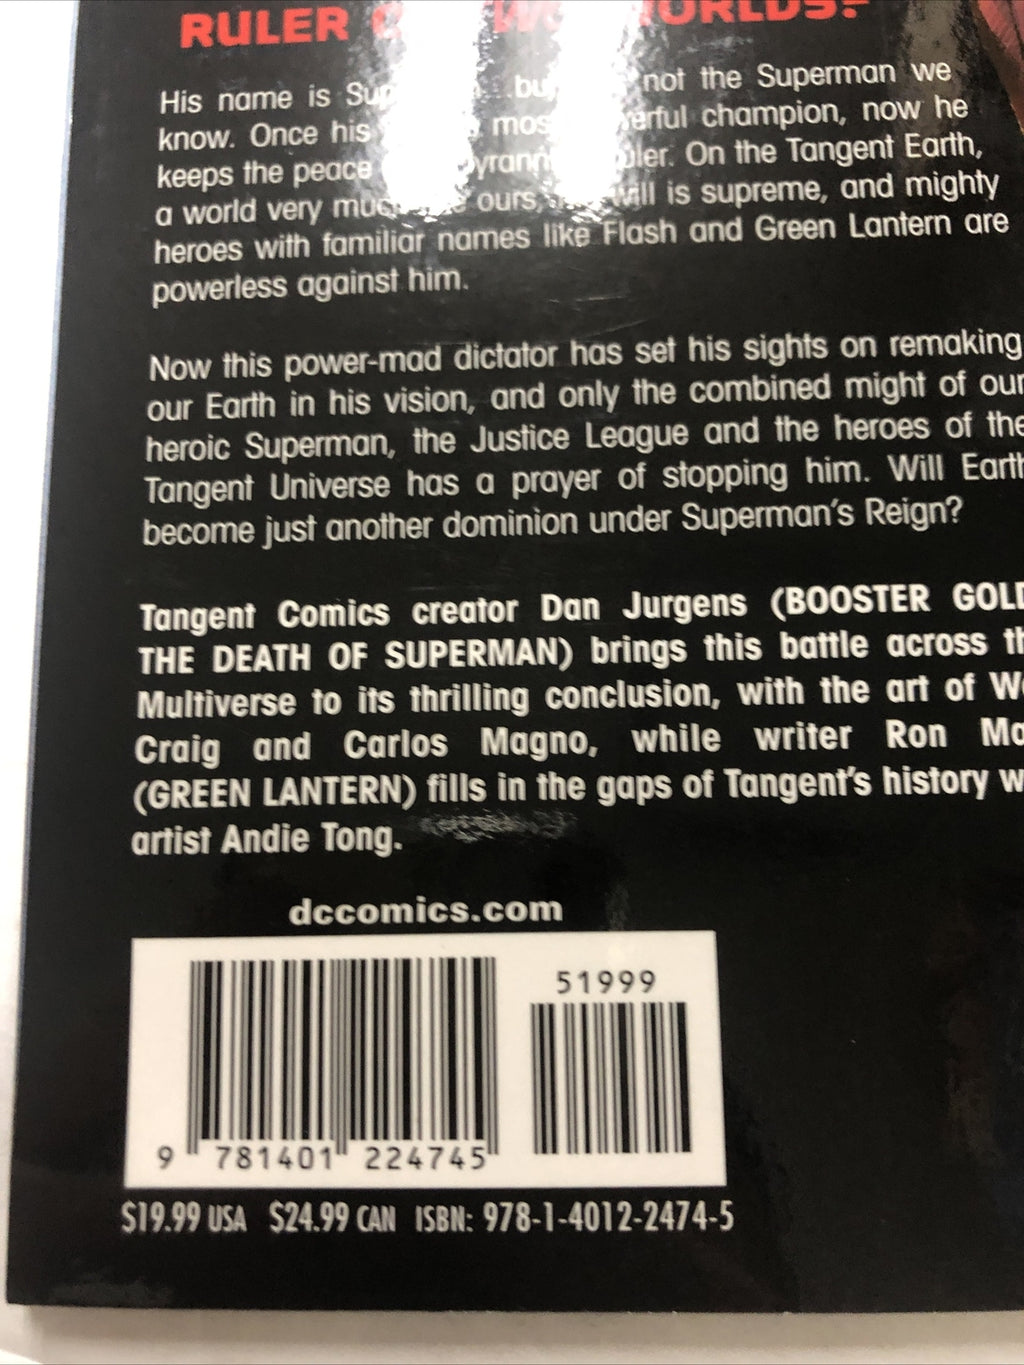 RULER WORLDS?
His name is not the Superman we
know. Once his champion, now he
keeps the peace ruler. On the Tangent Earth,
a world very ours, will is supreme, and mighty
heroes with familiar names like Flash and Green Lantern are
powerless against him.
Now this power-mad dictator has set his sights on remaking
our Earth in his vision, and only the combined might of our
heroic Superman, the Justice League and the heroes of the
Tangent Universe has a prayer of stopping him. Will Earth
become just another dominion under Superman's Reign?
Tangent Comics creator Dan Jurgens (BOOSTER
THE DEATH OF SUPERMAN) brings this battle across
Multiverse to its thrilling conclusion, with the art of
Craig and Carlos Magno, while writer Ron
(GREEN LANTERN) fills in the gaps of Tangent's history
artist Andie Tong.
dccomics.com
51999
9 781401 224745
$19.99 USA $24.99 CAN ISBN: 978-1-4012-2474-5